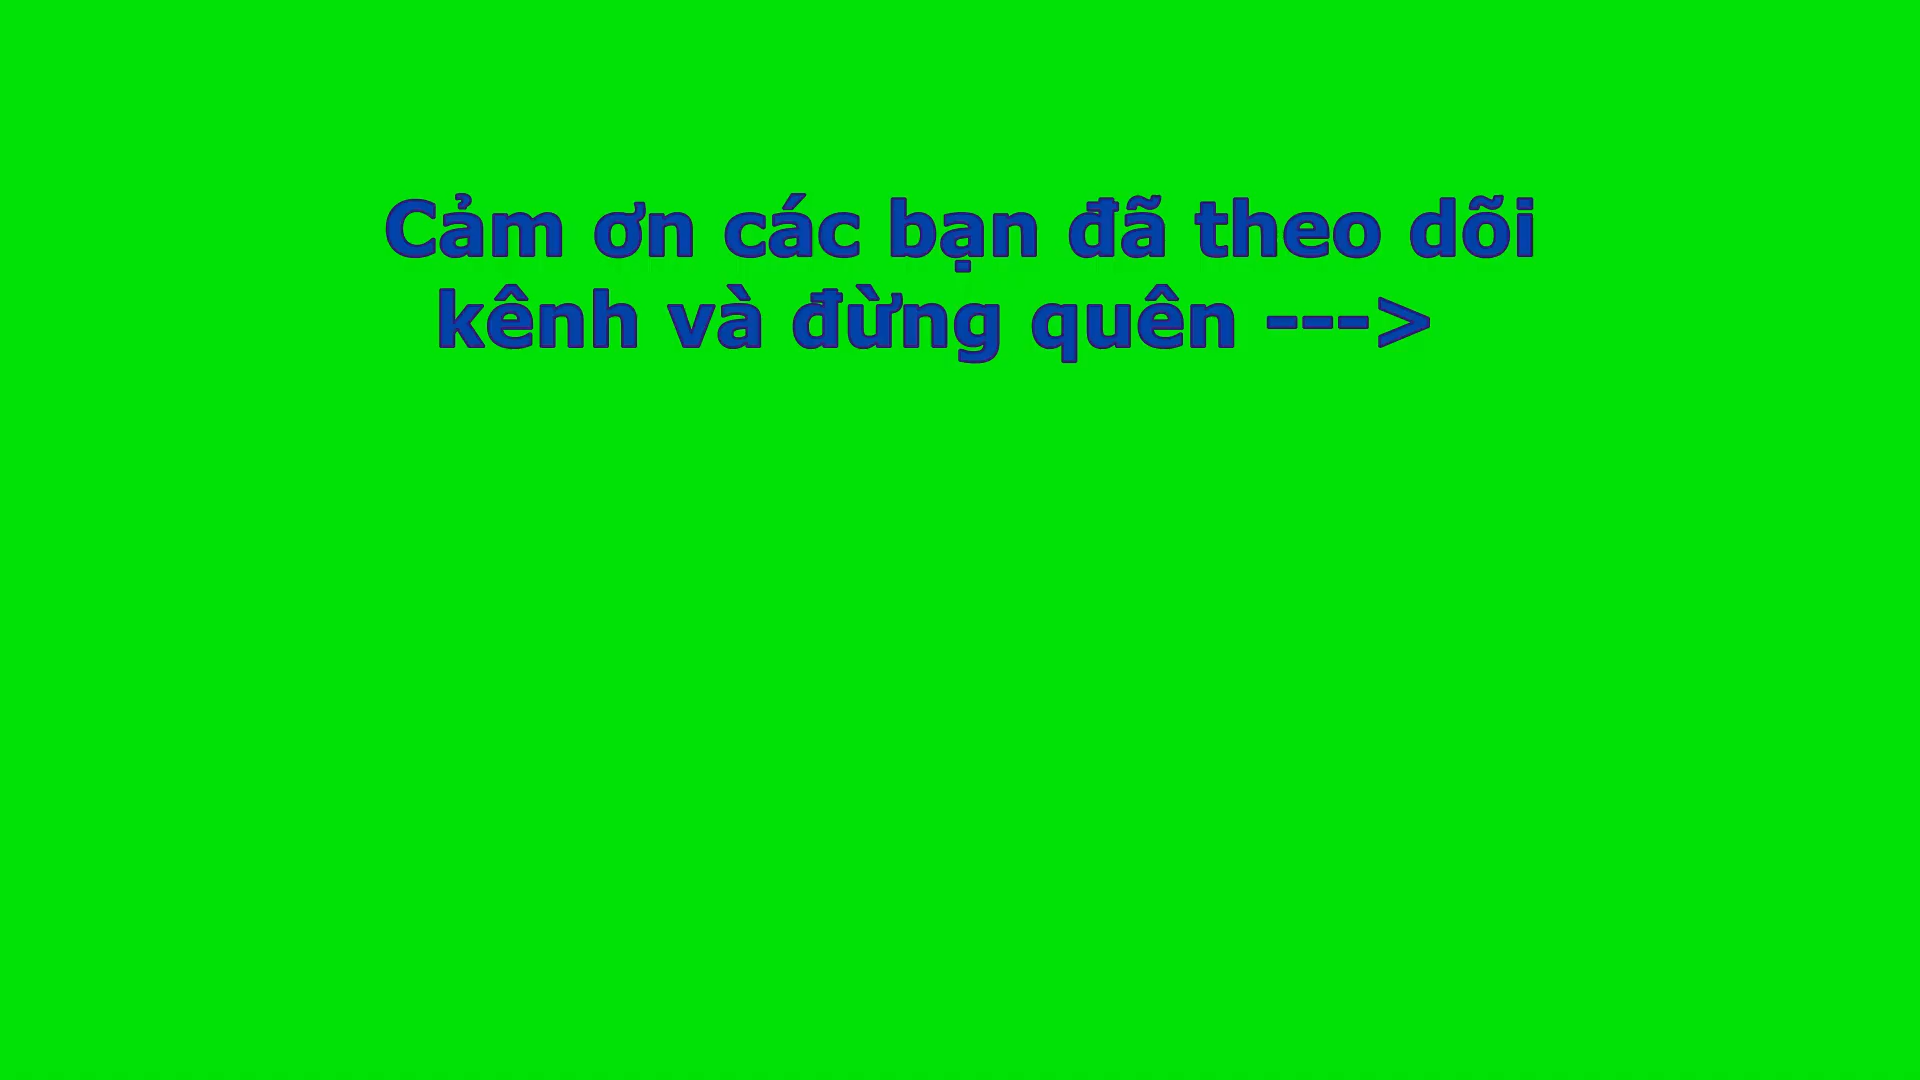 Cảm ơn các bạn đã theo dõi
kênh và đừng quên --->